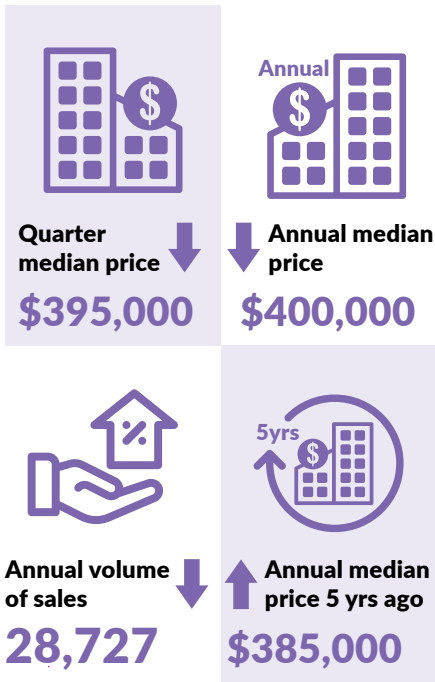 $
Annual
$
Quarter
median price
$395,000
Annual median
price
$400,000
%
5yrs
$
Annual volume
of sales
28,727
Annual median
price 5 yrs ago
$385,000